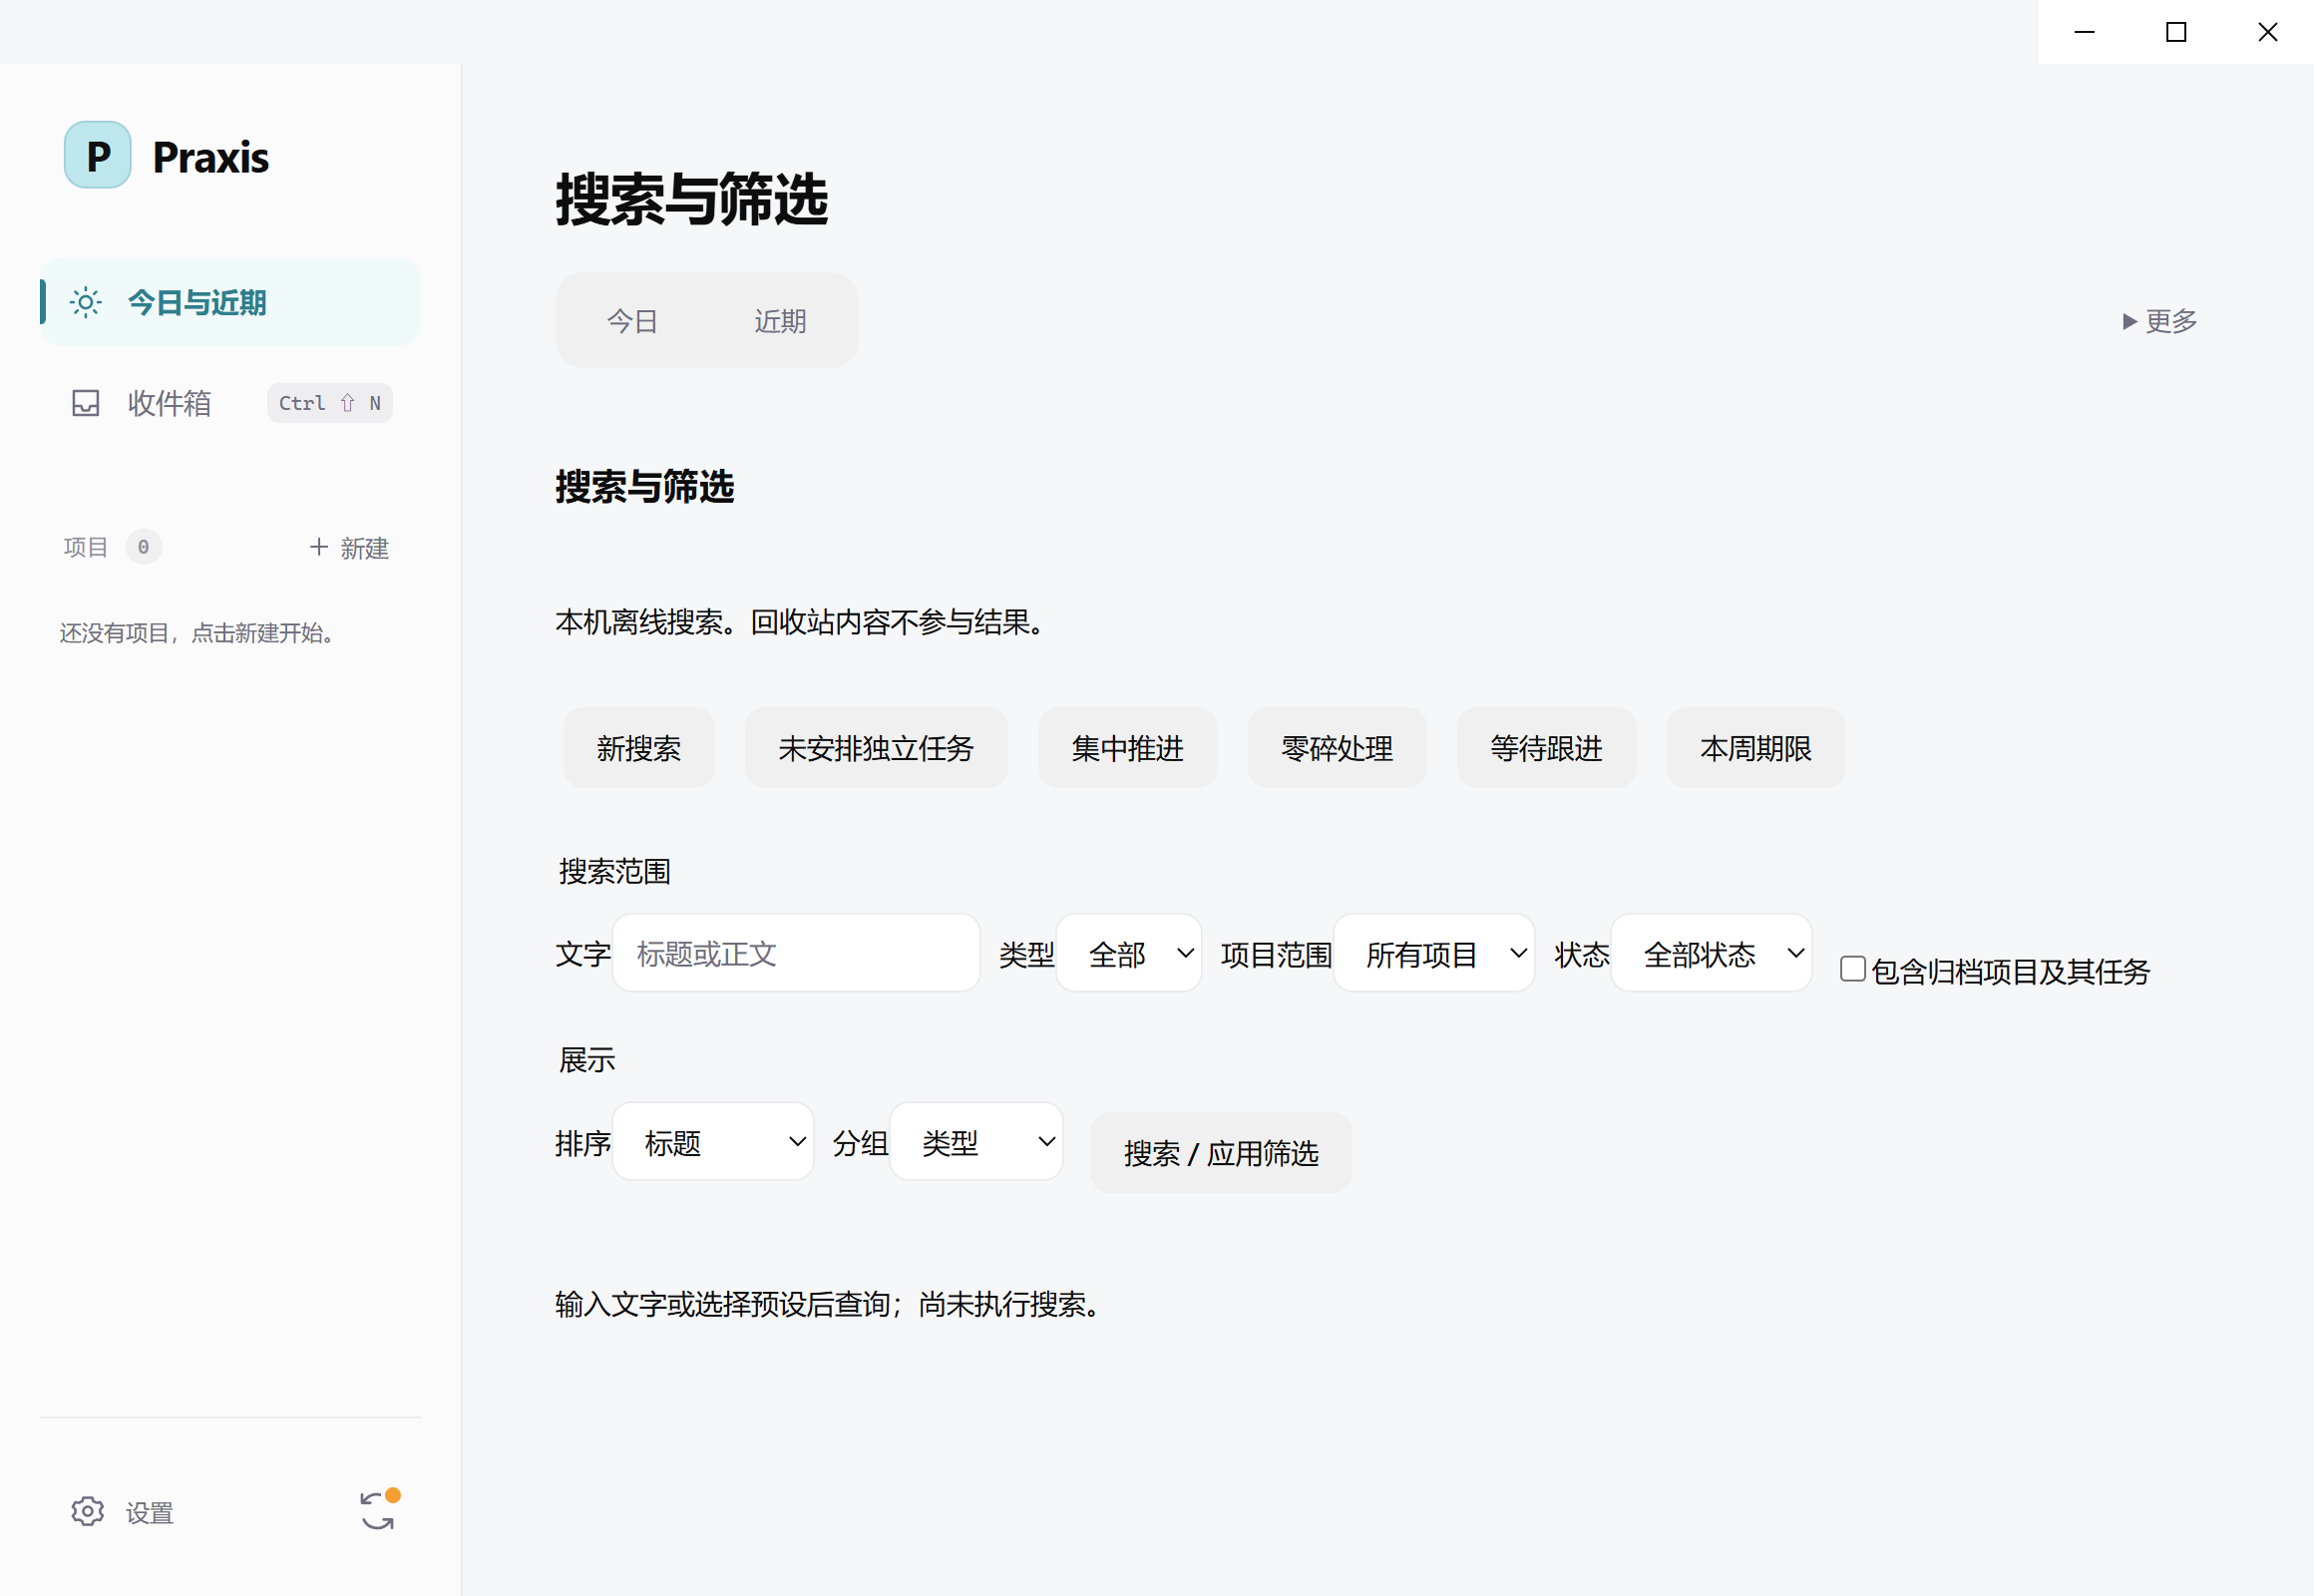 P Praxis
今日与近期
收件箱 Ctrl ⇧ N
项目 0 + 新建
还没有项目，点击新建开始。
设置
搜索与筛选
今日 近期 ▶ 更多
搜索与筛选
本机离线搜索。回收站内容不参与结果。
新搜索 未安排独立任务 集中推进 零碎处理 等待跟进 本周期限
搜索范围
文字 标题或正文 类型 全部 项目范围 所有项目 状态 全部状态 包含归档项目及其任务
展示
排序 标题 分组 类型 搜索 / 应用筛选
输入文字或选择预设后查询；尚未执行搜索。